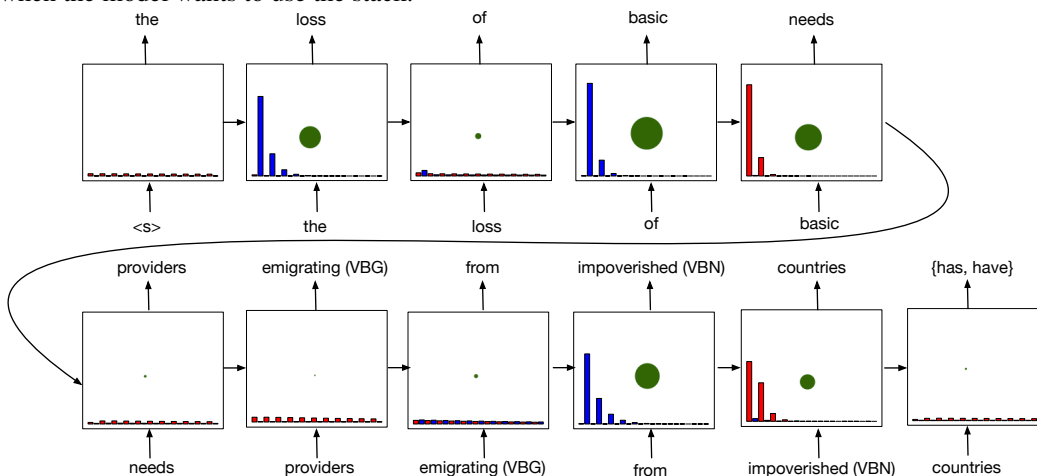 when the model wants to use the stack.
the loss of basic needs
<s> the loss of basic
providers emigrating (VBG) from impoverished (VBN) countries {has, have}
needs providers emigrating (VBG) from impoverished (VBN) countries